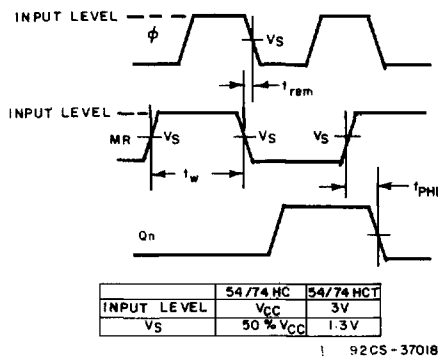 INPUT LEVEL
ϕ
VS
trem
INPUT LEVEL
MR
VS
VS
VS
tw
tPHL
Qn
54/74 HC 54/74 HCT
INPUT LEVEL VCC 3V
VS 50 % VCC 1.3V
92CS-37018